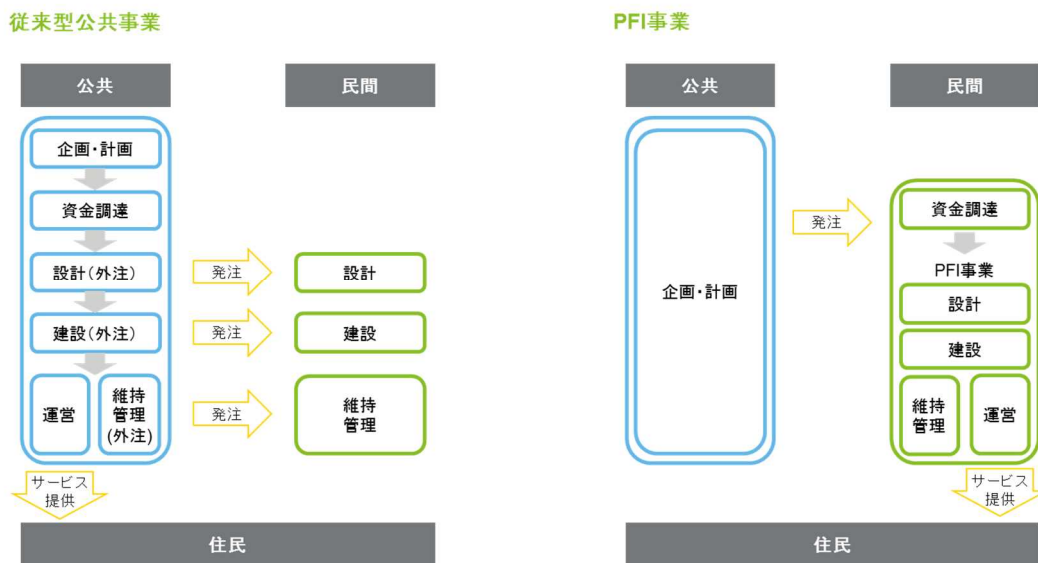 従来型公共事業
公共
民間
企画・計画
資金調達
設計(外注)
発注
設計
建設(外注)
発注
建設
運営
維持
管理
(外注)
発注
維持
管理
サービス
提供
住民
PFI事業
公共
民間
企画・計画
発注
資金調達
PFI事業
設計
建設
維持
管理
運営
サービス
提供
住民